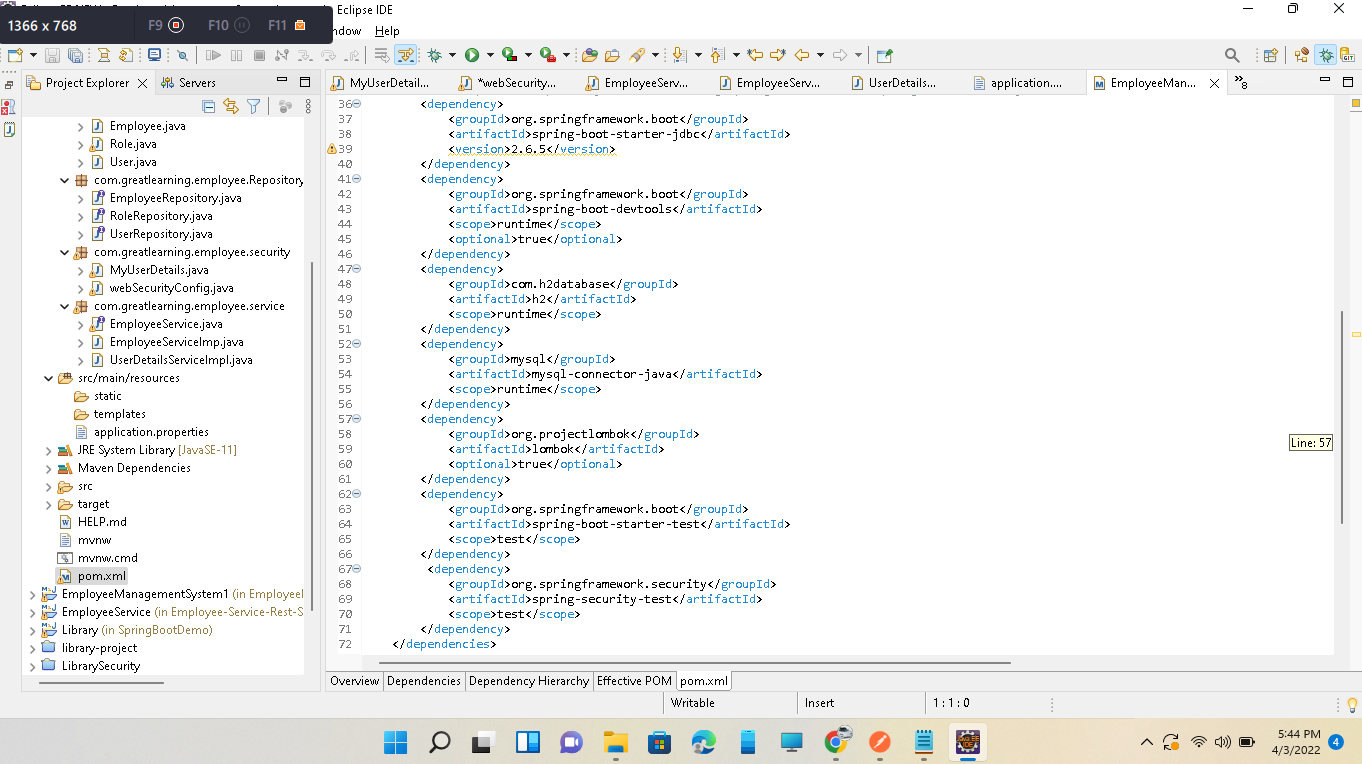 Eclipse IDE
1366 x 768
F9
F10
F11
ndow Help
Project Explorer
Servers
MyUserDetail...
*webSecurity...
EmployeeServ...
EmployeeServ...
UserDetails...
application....
EmployeeMan...
»8
Employee.java
Role.java
User.java
com.greatlearning.employee.Repository
EmployeeRepository.java
RoleRepository.java
UserRepository.java
com.greatlearning.employee.security
MyUserDetails.java
webSecurityConfig.java
com.greatlearning.employee.service
EmployeeService.java
EmployeeServiceImp.java
UserDetailsServiceImpl.java
src/main/resources
static
templates
application.properties
JRE System Library [JavaSE-11]
Maven Dependencies
src
target
HELP.md
mvnw
mvnw.cmd
pom.xml
EmployeeManagementSystem1 (in Employeel
EmployeeService (in Employee-Service-Rest-S
Library (in SpringBootDemo)
library-project
LibrarySecurity
36 <dependency>
37 <groupId>org.springframework.boot</groupId>
38 <artifactId>spring-boot-starter-jdbc</artifactId>
39 <version>2.6.5</version>
40 </dependency>
41 <dependency>
42 <groupId>org.springframework.boot</groupId>
43 <artifactId>spring-boot-devtools</artifactId>
44 <scope>runtime</scope>
45 <optional>true</optional>
46 </dependency>
47 <dependency>
48 <groupId>com.h2database</groupId>
49 <artifactId>h2</artifactId>
50 <scope>runtime</scope>
51 </dependency>
52 <dependency>
53 <groupId>mysql</groupId>
54 <artifactId>mysql-connector-java</artifactId>
55 <scope>runtime</scope>
56 </dependency>
57 <dependency>
58 <groupId>org.projectlombok</groupId>
59 <artifactId>lombok</artifactId>
60 <optional>true</optional>
61 </dependency>
62 <dependency>
63 <groupId>org.springframework.boot</groupId>
64 <artifactId>spring-boot-starter-test</artifactId>
65 <scope>test</scope>
66 </dependency>
67 <dependency>
68 <groupId>org.springframework.security</groupId>
69 <artifactId>spring-security-test</artifactId>
70 <scope>test</scope>
71 </dependency>
72 </dependencies>
Line: 57
Overview Dependencies Dependency Hierarchy Effective POM pom.xml
Writable
Insert
1 : 1 : 0
5:44 PM
4/3/2022
4